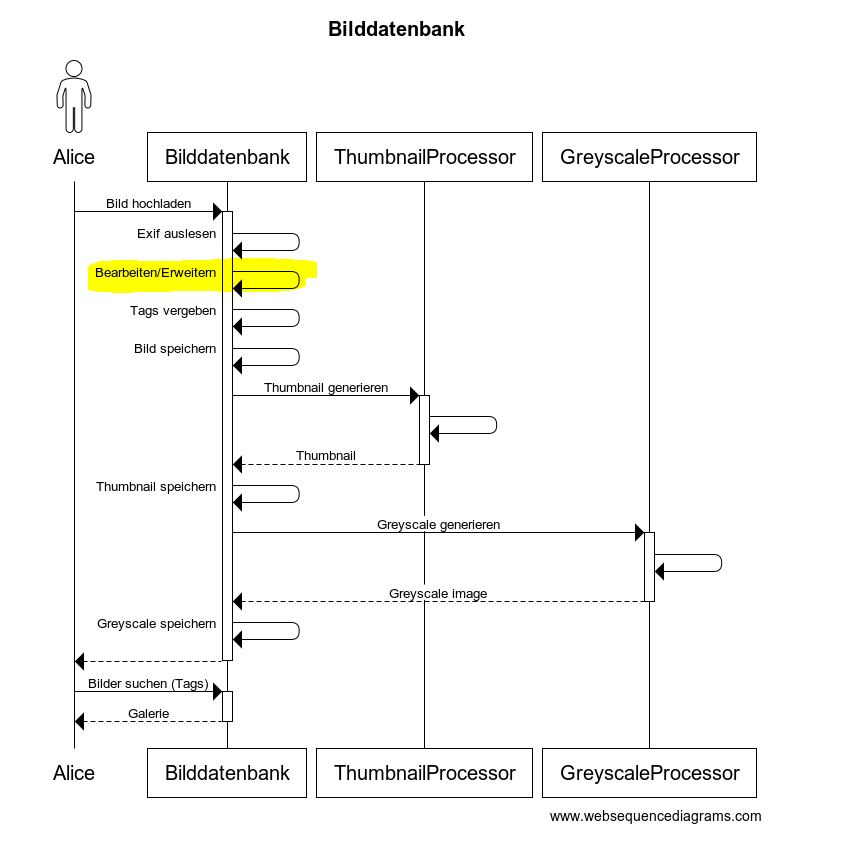 Bilddatenbank
Alice
Bilddatenbank
ThumbnailProcessor
GreyscaleProcessor
Bild hochladen
Exif auslesen
Bearbeiten/Erweitern
Tags vergeben
Bild speichern
Thumbnail generieren
Thumbnail
Thumbnail speichern
Greyscale generieren
Greyscale image
Greyscale speichern
Bilder suchen (Tags)
Galerie
Alice
Bilddatenbank
ThumbnailProcessor
GreyscaleProcessor
www.websequencediagrams.com